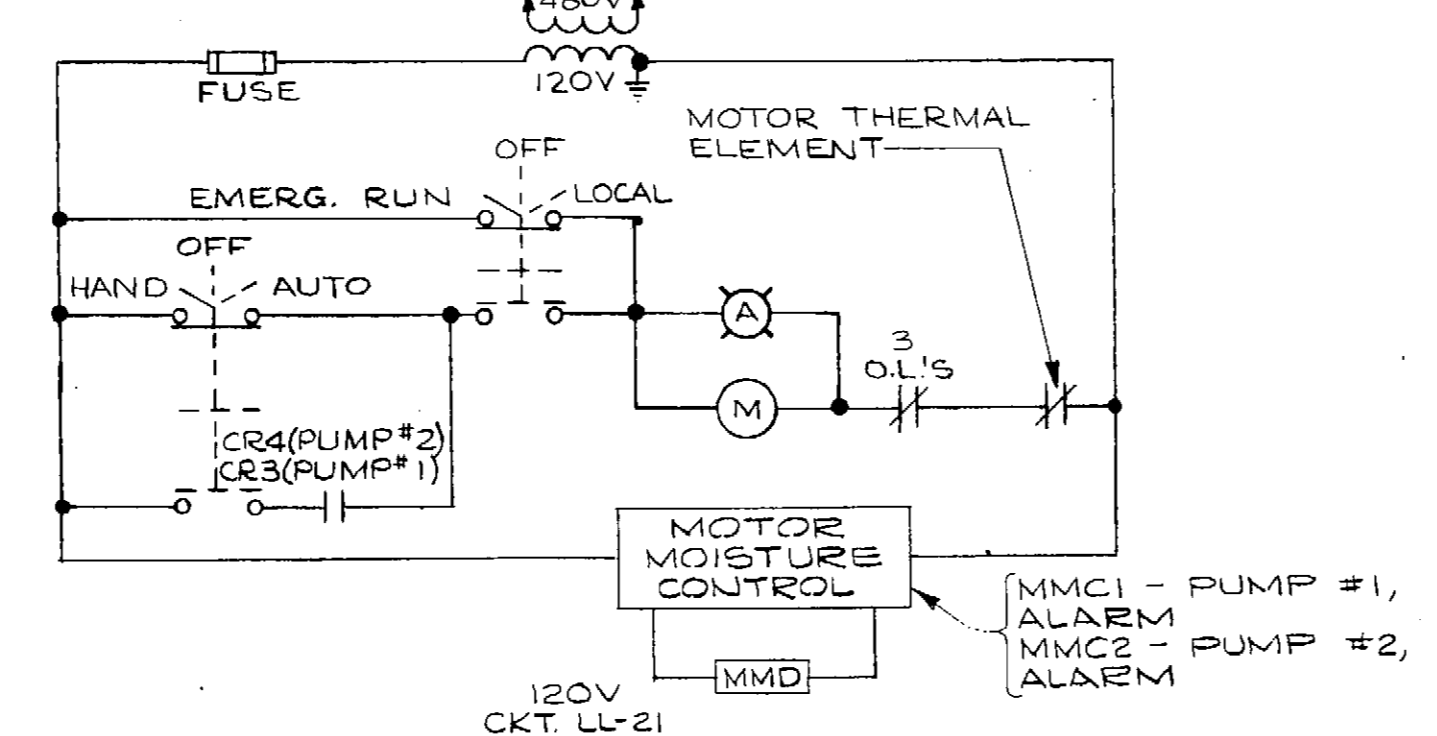 480V
FUSE
120V
MOTOR THERMAL
ELEMENT
OFF
EMERG. RUN
LOCAL
OFF
HAND
AUTO
A
3
O.L.'S
M
CR4(PUMP#2)
CR3(PUMP#1)
MOTOR
MOISTURE
CONTROL
MMC1 - PUMP #1,
ALARM
MMC2 - PUMP #2,
ALARM
MMD
120V
CKT. LL-21